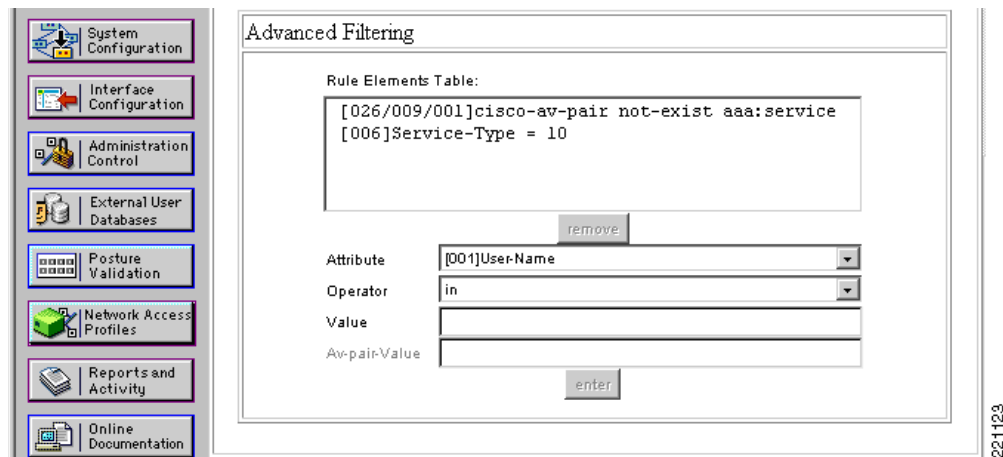 System
Configuration
Interface
Configuration
Administration
Control
External User
Databases
Posture
Validation
Network Access
Profiles
Reports and
Activity
Online
Documentation
Advanced Filtering
Rule Elements Table:
[026/009/001]cisco-av-pair not-exist aaa:service
[006]Service-Type = 10
remove
Attribute [001]User-Name
Operator in
Value
Av-pair-Value
enter
221123